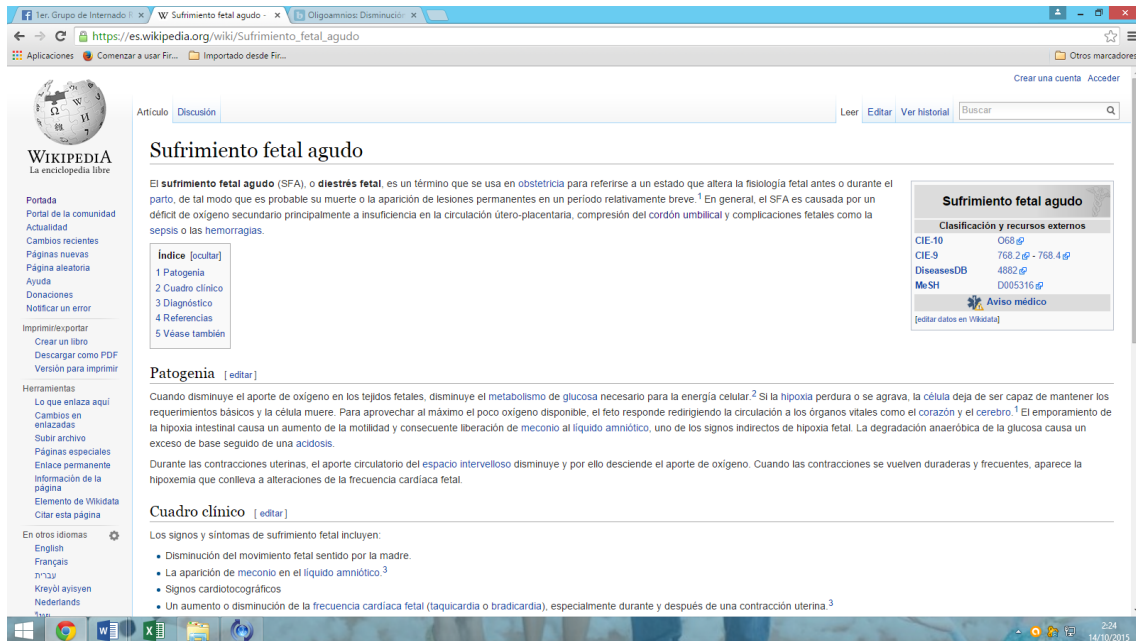 1er. Grupo de Internado R
Sufrimiento fetal agudo -
Oligoamnios: Disminución
https://es.wikipedia.org/wiki/Sufrimiento_fetal_agudo
Aplicaciones
Comenzar a usar Fir...
Importado desde Fir...
Otros marcadores
Crear una cuenta Acceder
Artículo Discusión
Leer Editar Ver historial Buscar
WIKIPEDIA
La enciclopedia libre
Portada
Portal de la comunidad
Actualidad
Cambios recientes
Páginas nuevas
Página aleatoria
Ayuda
Donaciones
Notificar un error
Imprimir/exportar
Crear un libro
Descargar como PDF
Versión para imprimir
Herramientas
Lo que enlaza aquí
Cambios en
enlazadas
Subir archivo
Páginas especiales
Enlace permanente
Información de la
página
Elemento de Wikidata
Citar esta página
En otros idiomas
English
Français
עברית
Kreyòl ayisyen
Nederlands
Sufrimiento fetal agudo
El sufrimiento fetal agudo (SFA), o diestrés fetal, es un término que se usa en obstetricia para referirse a un estado que altera la fisiología fetal antes o durante el
parto, de tal modo que es probable su muerte o la aparición de lesiones permanentes en un período relativamente breve.1 En general, el SFA es causada por un
déficit de oxígeno secundario principalmente a insuficiencia en la circulación útero-placentaria, compresión del cordón umbilical y complicaciones fetales como la
sepsis o las hemorragias.
Sufrimiento fetal agudo
Clasificación y recursos externos
CIE-10 O68
CIE-9 768.2 - 768.4
DiseasesDB 4882
MeSH D005316
Aviso médico
[editar datos en Wikidata]
Índice [ocultar]
1 Patogenia
2 Cuadro clínico
3 Diagnóstico
4 Referencias
5 Véase también
Patogenia [editar]
Cuando disminuye el aporte de oxígeno en los tejidos fetales, disminuye el metabolismo de glucosa necesario para la energía celular.2 Si la hipoxia perdura o se agrava, la célula deja de ser capaz de mantener los
requerimientos básicos y la célula muere. Para aprovechar al máximo el poco oxígeno disponible, el feto responde redirigiendo la circulación a los órganos vitales como el corazón y el cerebro.1 El emporamiento de
la hipoxia intestinal causa un aumento de la motilidad y consecuente liberación de meconio al líquido amniótico, uno de los signos indirectos de hipoxia fetal. La degradación anaeróbica de la glucosa causa un
exceso de base seguido de una acidosis.
Durante las contracciones uterinas, el aporte circulatorio del espacio intervelloso disminuye y por ello desciende el aporte de oxígeno. Cuando las contracciones se vuelven duraderas y frecuentes, aparece la
hipoxemia que conlleva a alteraciones de la frecuencia cardíaca fetal.
Cuadro clínico [editar]
Los signos y síntomas de sufrimiento fetal incluyen:
• Disminución del movimiento fetal sentido por la madre.
• La aparición de meconio en el líquido amniótico.3
• Signos cardiotocográficos
• Un aumento o disminución de la frecuencia cardíaca fetal (taquicardia o bradicardia), especialmente durante y después de una contracción uterina.3
2:24
14/10/2015